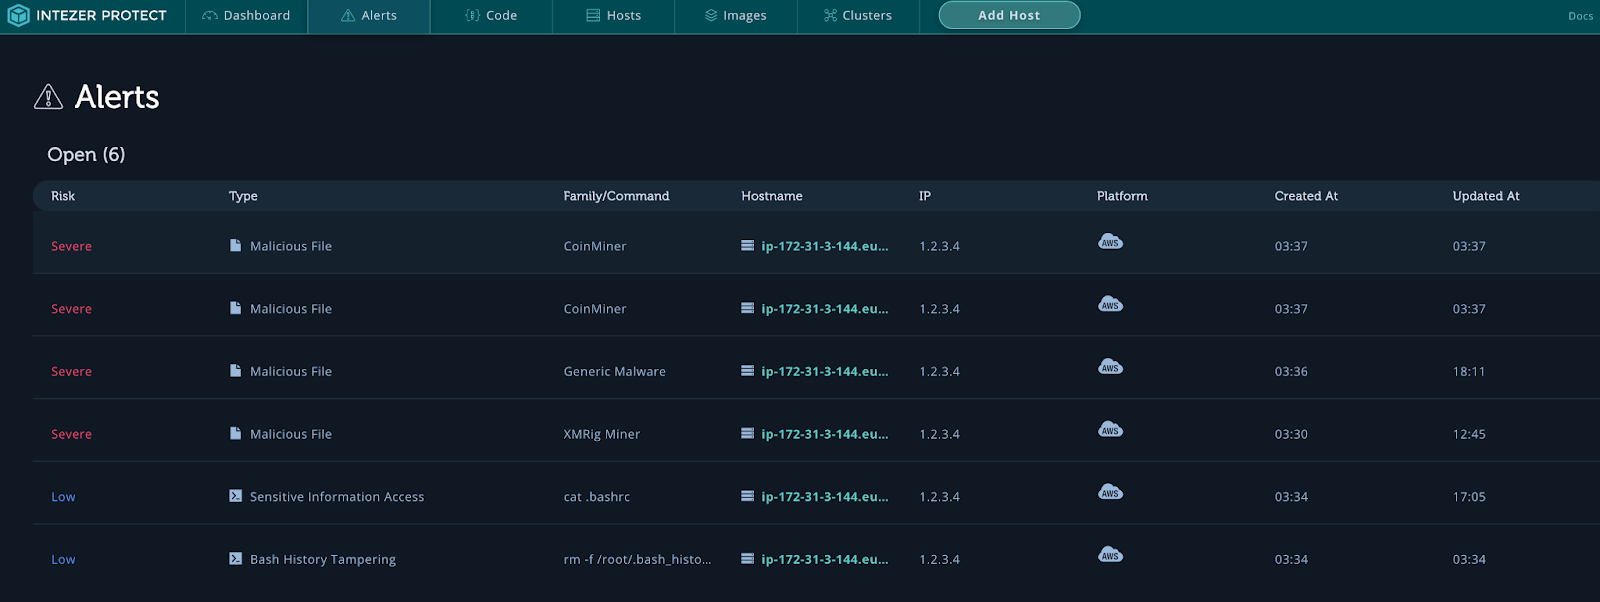 INTEZER PROTECT Dashboard Alerts Code Hosts Images Clusters Add Host Docs
Alerts
Open (6)
Risk Type Family/Command Hostname IP Platform Created At Updated At
Severe Malicious File CoinMiner ip-172-31-3-144.eu... 1.2.3.4 AWS 03:37 03:37
Severe Malicious File CoinMiner ip-172-31-3-144.eu... 1.2.3.4 AWS 03:37 03:37
Severe Malicious File Generic Malware ip-172-31-3-144.eu... 1.2.3.4 AWS 03:36 18:11
Severe Malicious File XMRig Miner ip-172-31-3-144.eu... 1.2.3.4 AWS 03:30 12:45
Low Sensitive Information Access cat .bashrc ip-172-31-3-144.eu... 1.2.3.4 AWS 03:34 17:05
Low Bash History Tampering rm -f /root/.bash_histo... ip-172-31-3-144.eu... 1.2.3.4 AWS 03:34 03:34